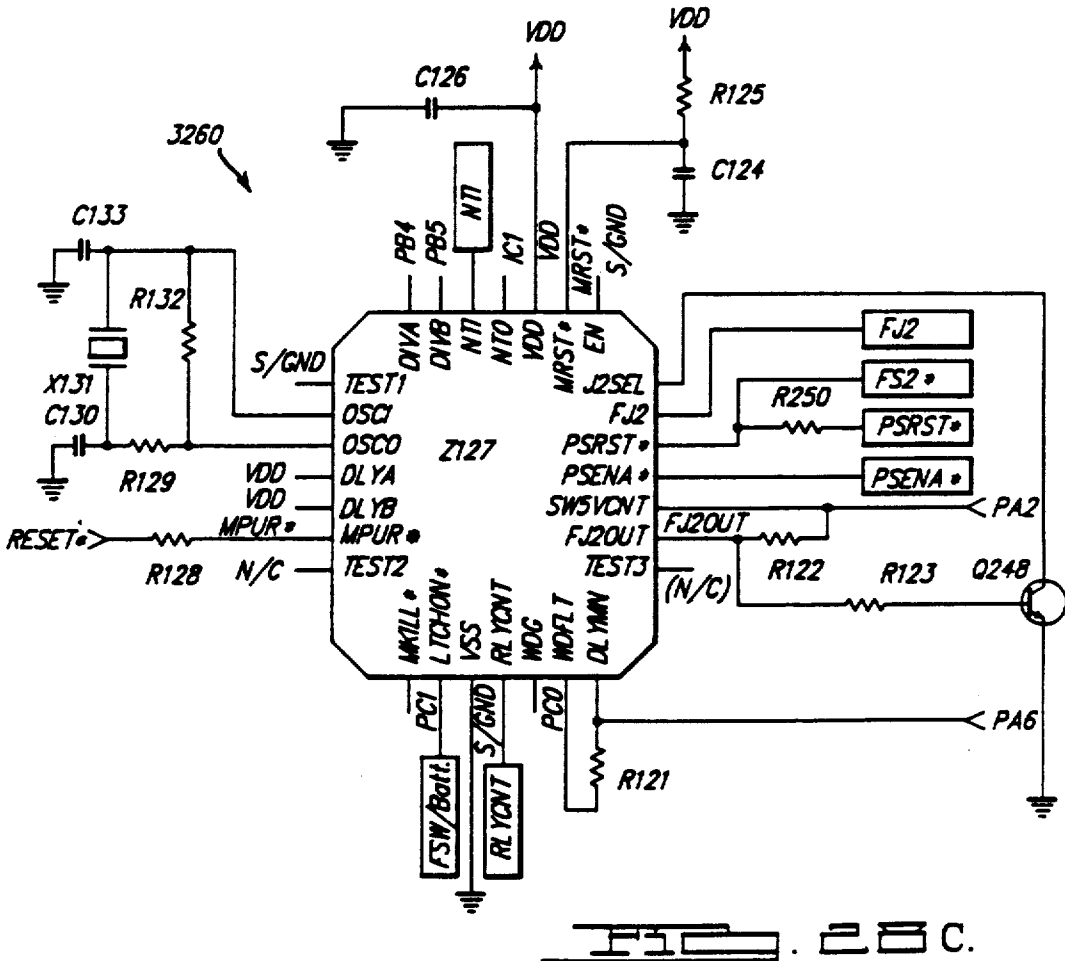 VDD
VDD
C126
R125
3260
C124
NTI
C133
PB4
PB5
IC1
VDD
MRST*
S/GND
R132
DIVA
DIVB
NTI
NTO
VDD
MRST*
EN
FJ2
S/GND
TEST1
J2SEL
FS2*
X131
OSCI
FJ2
R250
C130
OSCO
Z127
PSRST*
PSRST*
R129
VDD
DLYA
PSENA*
PSENA*
VDD
DLYB
SW5VCNT
PA2
RESET*
MPUR*
MPUR*
FJ2OUT
FJ2OUT
R128
N/C
TEST2
TEST3
(N/C)
R122
R123
Q248
MKILL*
LTCHON*
VSS
RLYCNT
WDG
WDFLT
DLYMN
PC1
S/GND
PC0
PA6
R121
FSW/Batt.
RLYCNT
C.